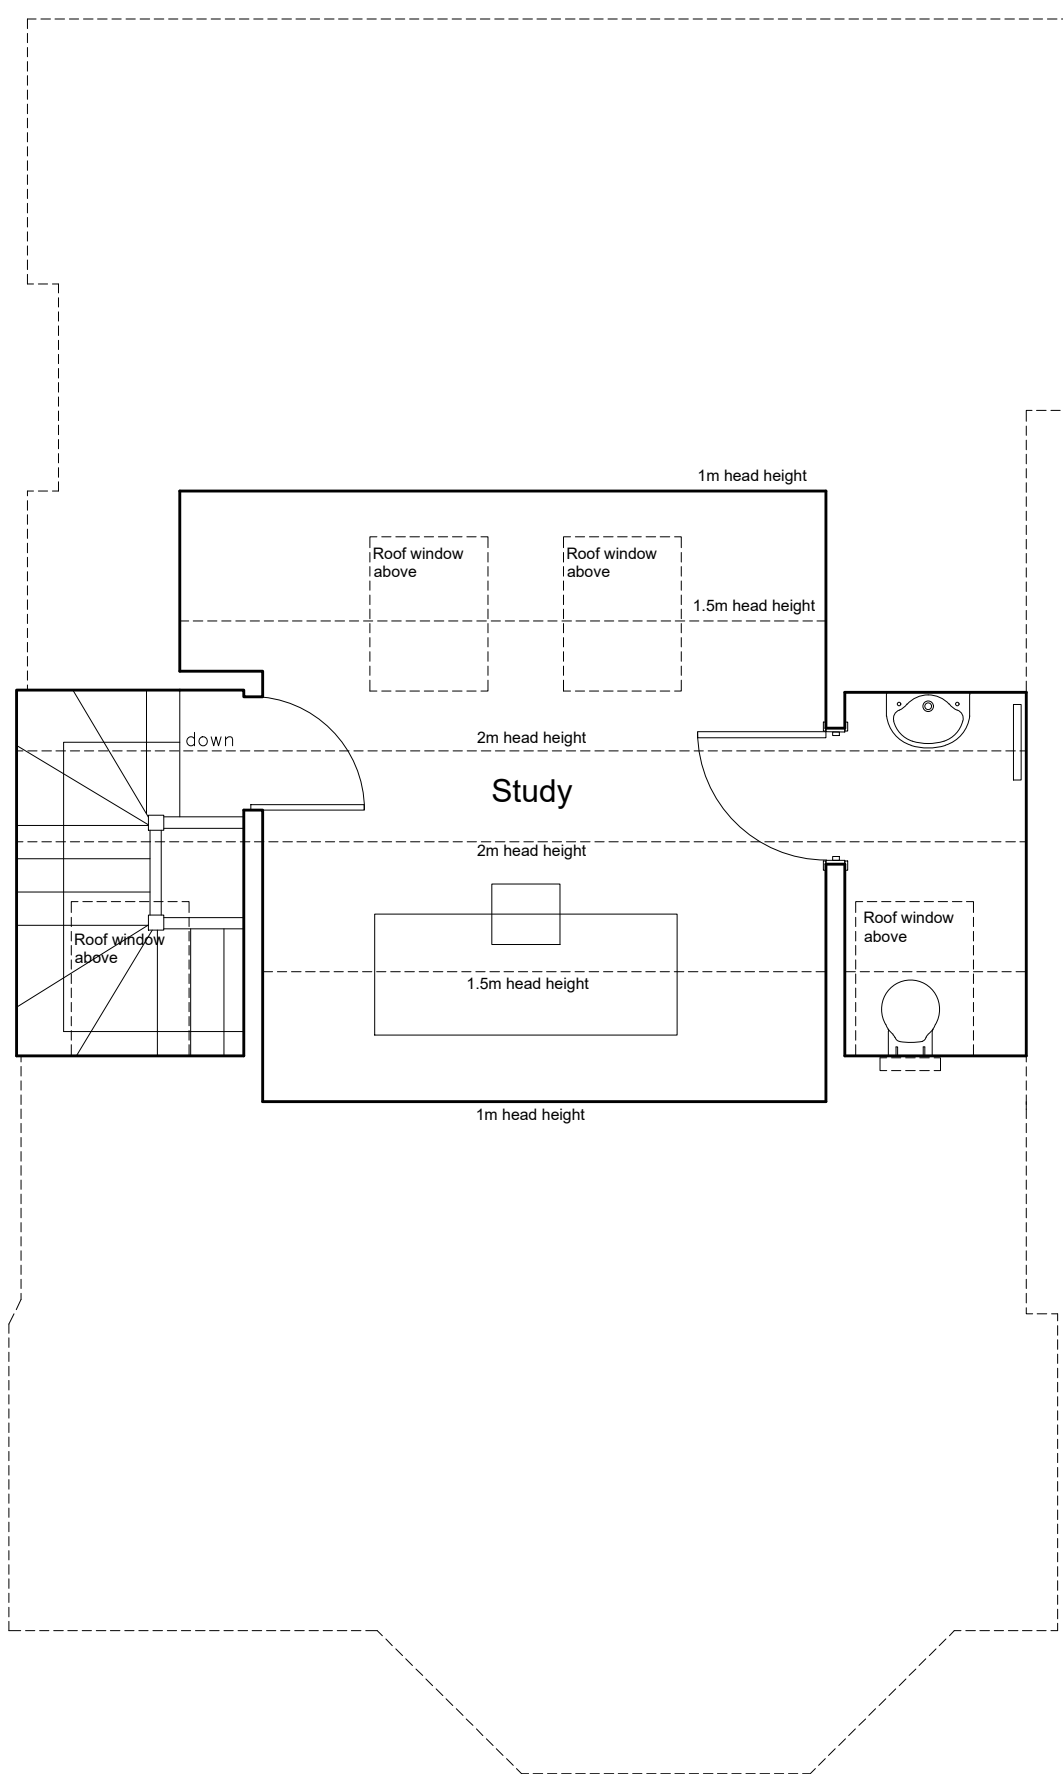 1m head height
Roof window
above
Roof window
above
1.5m head height
down
2m head height
Study
2m head height
Roof window
above
Roof window
above
1.5m head height
1m head height